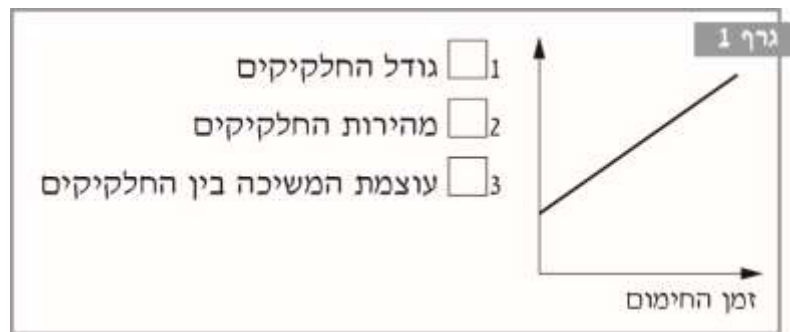 גרף 1
1 גודל החלקיקים
2 מהירות החלקיקים
3 עוצמת המשיכה בין החלקיקים
זמן החימום